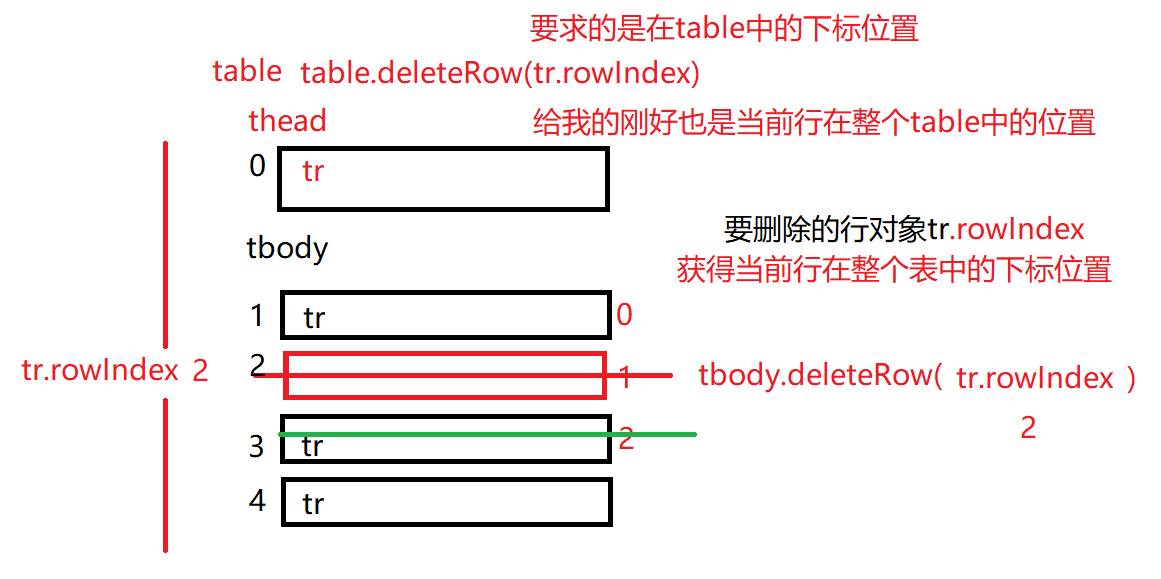 要求的是在table中的下标位置
table table.deleteRow(tr.rowIndex)
thead
给我的刚好也是当前行在整个table中的位置
0 tr
tbody
要删除的行对象tr.rowIndex
获得当前行在整个表中的下标位置
1 tr 0
tr.rowIndex 2
2 1
tbody.deleteRow( tr.rowIndex )
2
3 tr 2
4 tr